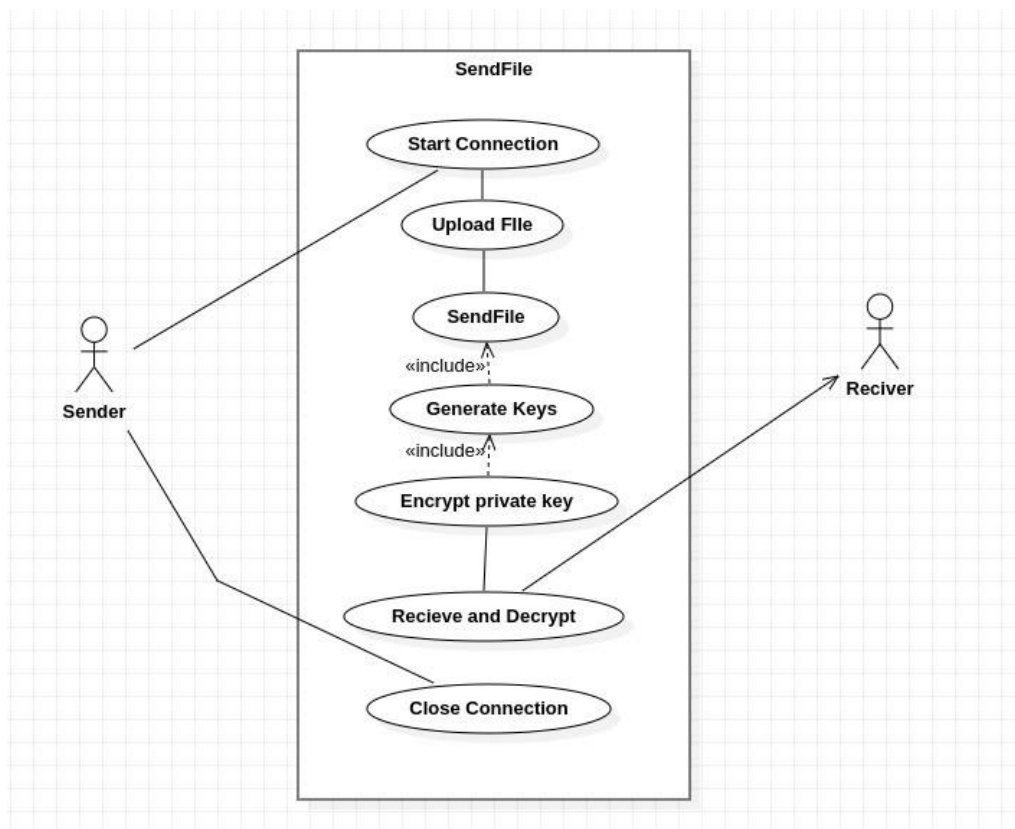 SendFile
Start Connection
Upload FIle
SendFile
«include»
Generate Keys
«include»
Encrypt private key
Recieve and Decrypt
Close Connection
Sender
Reciver